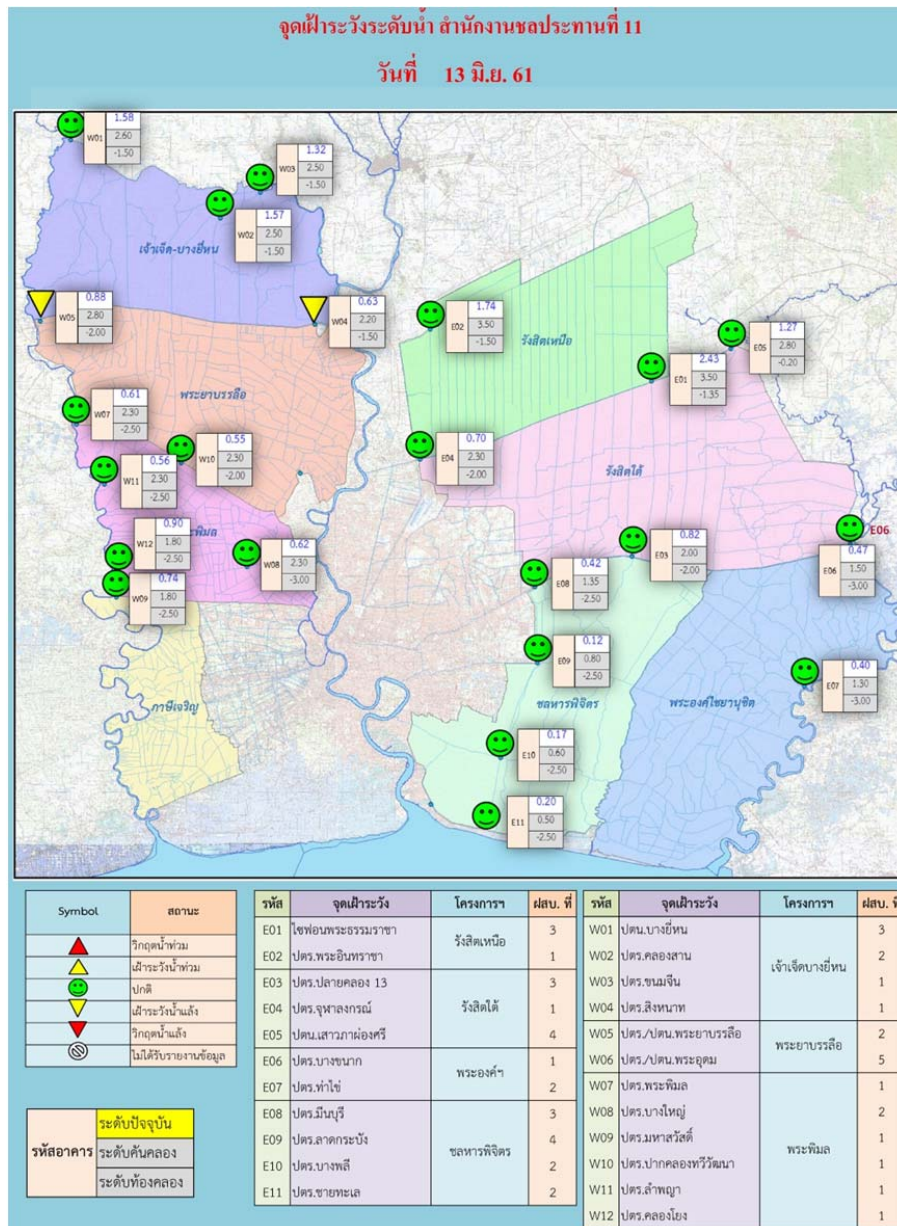 จุดเฝ้าระวังระดับน้ำ สำนักงานชลประทานที่ 11
วันที่ 13 มิ.ย. 61
W01 1.58 2.60 -1.50
W03 1.32 2.50 -1.50
W02 1.57 2.50 -1.50
เจ้าเจ็ด-บางยี่หน
W05 0.88 2.80 -2.00
W04 0.63 2.20 -1.50
E02 1.74 3.50 -1.50
รังสิตเหนือ
E05 1.27 2.80 -0.20
E01 2.43 3.50 -1.35
พระยาบรรลือ
W07 0.61 2.30 -2.50
W10 0.55 2.30 -2.00
E04 0.70 2.30 -2.00
รังสิตใต้
W11 0.56 2.30 -2.50
W12 0.90 1.80 -2.50
พิมล
W08 0.62 2.30 -3.00
E03 0.82 2.00 -2.00
E06
E06 0.47 1.50 -3.00
W09 0.74 1.80 -2.50
E08 0.42 1.35 -2.50
E09 0.12 0.80 -2.50
E07 0.40 1.30 -3.00
ภาษีเจริญ
ชลหารพิจิตร
พระองค์ไชยานุชิต
E10 0.17 0.60 -2.50
E11 0.20 0.50 -2.50
Symbol สถานะ
วิกฤตน้ำท่วม
เฝ้าระวังน้ำท่วม
ปกติ
เฝ้าระวังน้ำแล้ง
วิกฤตน้ำแล้ง
ไม่ได้รับรายงานข้อมูล
รหัสอาคาร
ระดับปัจจุบัน
ระดับคันคลอง
ระดับท้องคลอง
รหัส จุดเฝ้าระวัง โครงการฯ ฝสบ. ที่
E01 ไซฟอนพระธรรมราชา รังสิตเหนือ 3
E02 ปตร.พระอินทราชา 1
E03 ปตร.ปลายคลอง 13 รังสิตใต้ 3
E04 ปตร.จุฬาลงกรณ์ 1
E05 ปตน.เสาวภาผ่องศรี 4
E06 ปตร.บางขนาก พระองค์ฯ 1
E07 ปตร.ท่าไข่ 2
E08 ปตร.มีนบุรี ชลหารพิจิตร 3
E09 ปตร.ลาดกระบัง 4
E10 ปตร.บางพลี 2
E11 ปตร.ชายทะเล 2
รหัส จุดเฝ้าระวัง โครงการฯ ฝสบ. ที่
W01 ปตน.บางยี่หน เจ้าเจ็ดบางยี่หน 3
W02 ปตร.คลองสาน 2
W03 ปตร.ขนมจีน 1
W04 ปตร.สิงหนาท 1
W05 ปตร./ปตน.พระยาบรรลือ พระยาบรรลือ 2
W06 ปตร./ปตน.พระอุดม 5
W07 ปตร.พระพิมล พระพิมล 1
W08 ปตร.บางใหญ่ 2
W09 ปตร.มหาสวัสดิ์ 1
W10 ปตร.ปากคลองทวีวัฒนา 1
W11 ปตร.ลำพญา 1
W12 ปตร.คลองโยง 1